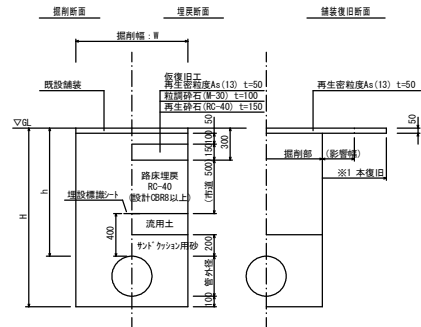 掘削断面
埋戻断面
舗装復旧断面
掘削幅：W
仮復旧工
既設舗装
再生密粒度As(13) t=50
粒調砕石(M-30) t=100
再生砕石(RC-40) t=150
再生密粒度As(13) t=50
▽GL
50
100
150
300
50
掘削部
(影響幅)
※1 本復旧
路床埋戻
RC-40
(設計CBR8以上)
(市道 500)
埋設標識シート
流用土
400
サンドクッション用砂
200
管外径
100
h
H